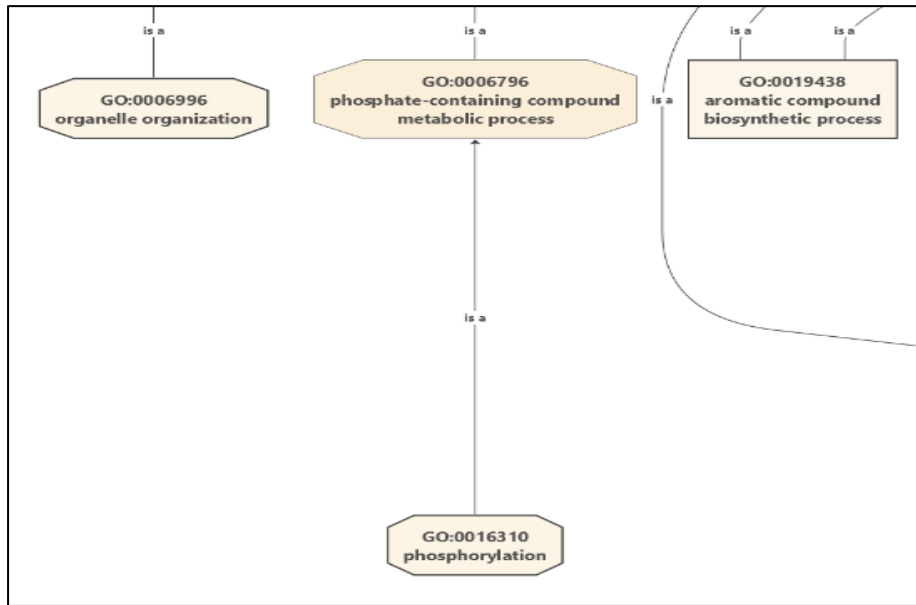 is a
is a
is a
is a
GO:0006996
organelle organization
GO:0006796
phosphate-containing compound
metabolic process
is a
GO:0019438
aromatic compound
biosynthetic process
is a
GO:0016310
phosphorylation